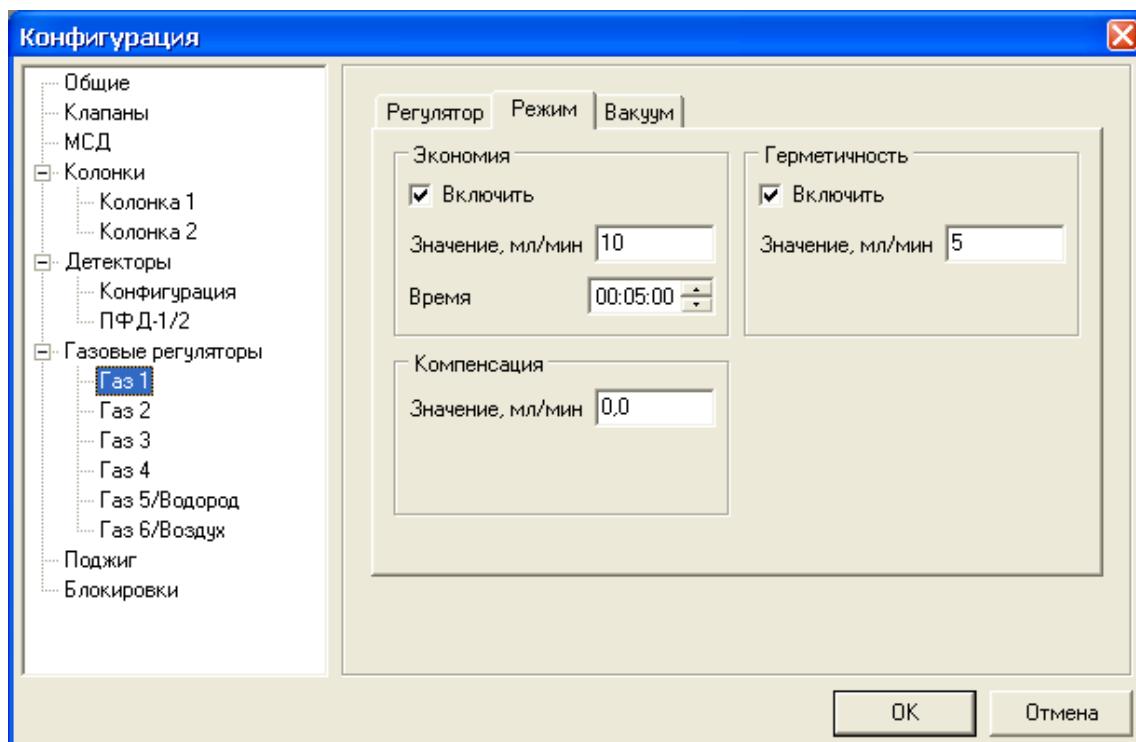 Конфигурация
Общие
Клапаны
МСД
Колонки
Колонка 1
Колонка 2
Детекторы
Конфигурация
ПФД-1/2
Газовые регуляторы
Газ 1
Газ 2
Газ 3
Газ 4
Газ 5/Водород
Газ 6/Воздух
Поджиг
Блокировки
Регулятор Режим Вакуум
Экономия
Включить
Значение, мл/мин 10
Время 00:05:00
Герметичность
Включить
Значение, мл/мин 5
Компенсация
Значение, мл/мин 0,0
OK Отмена